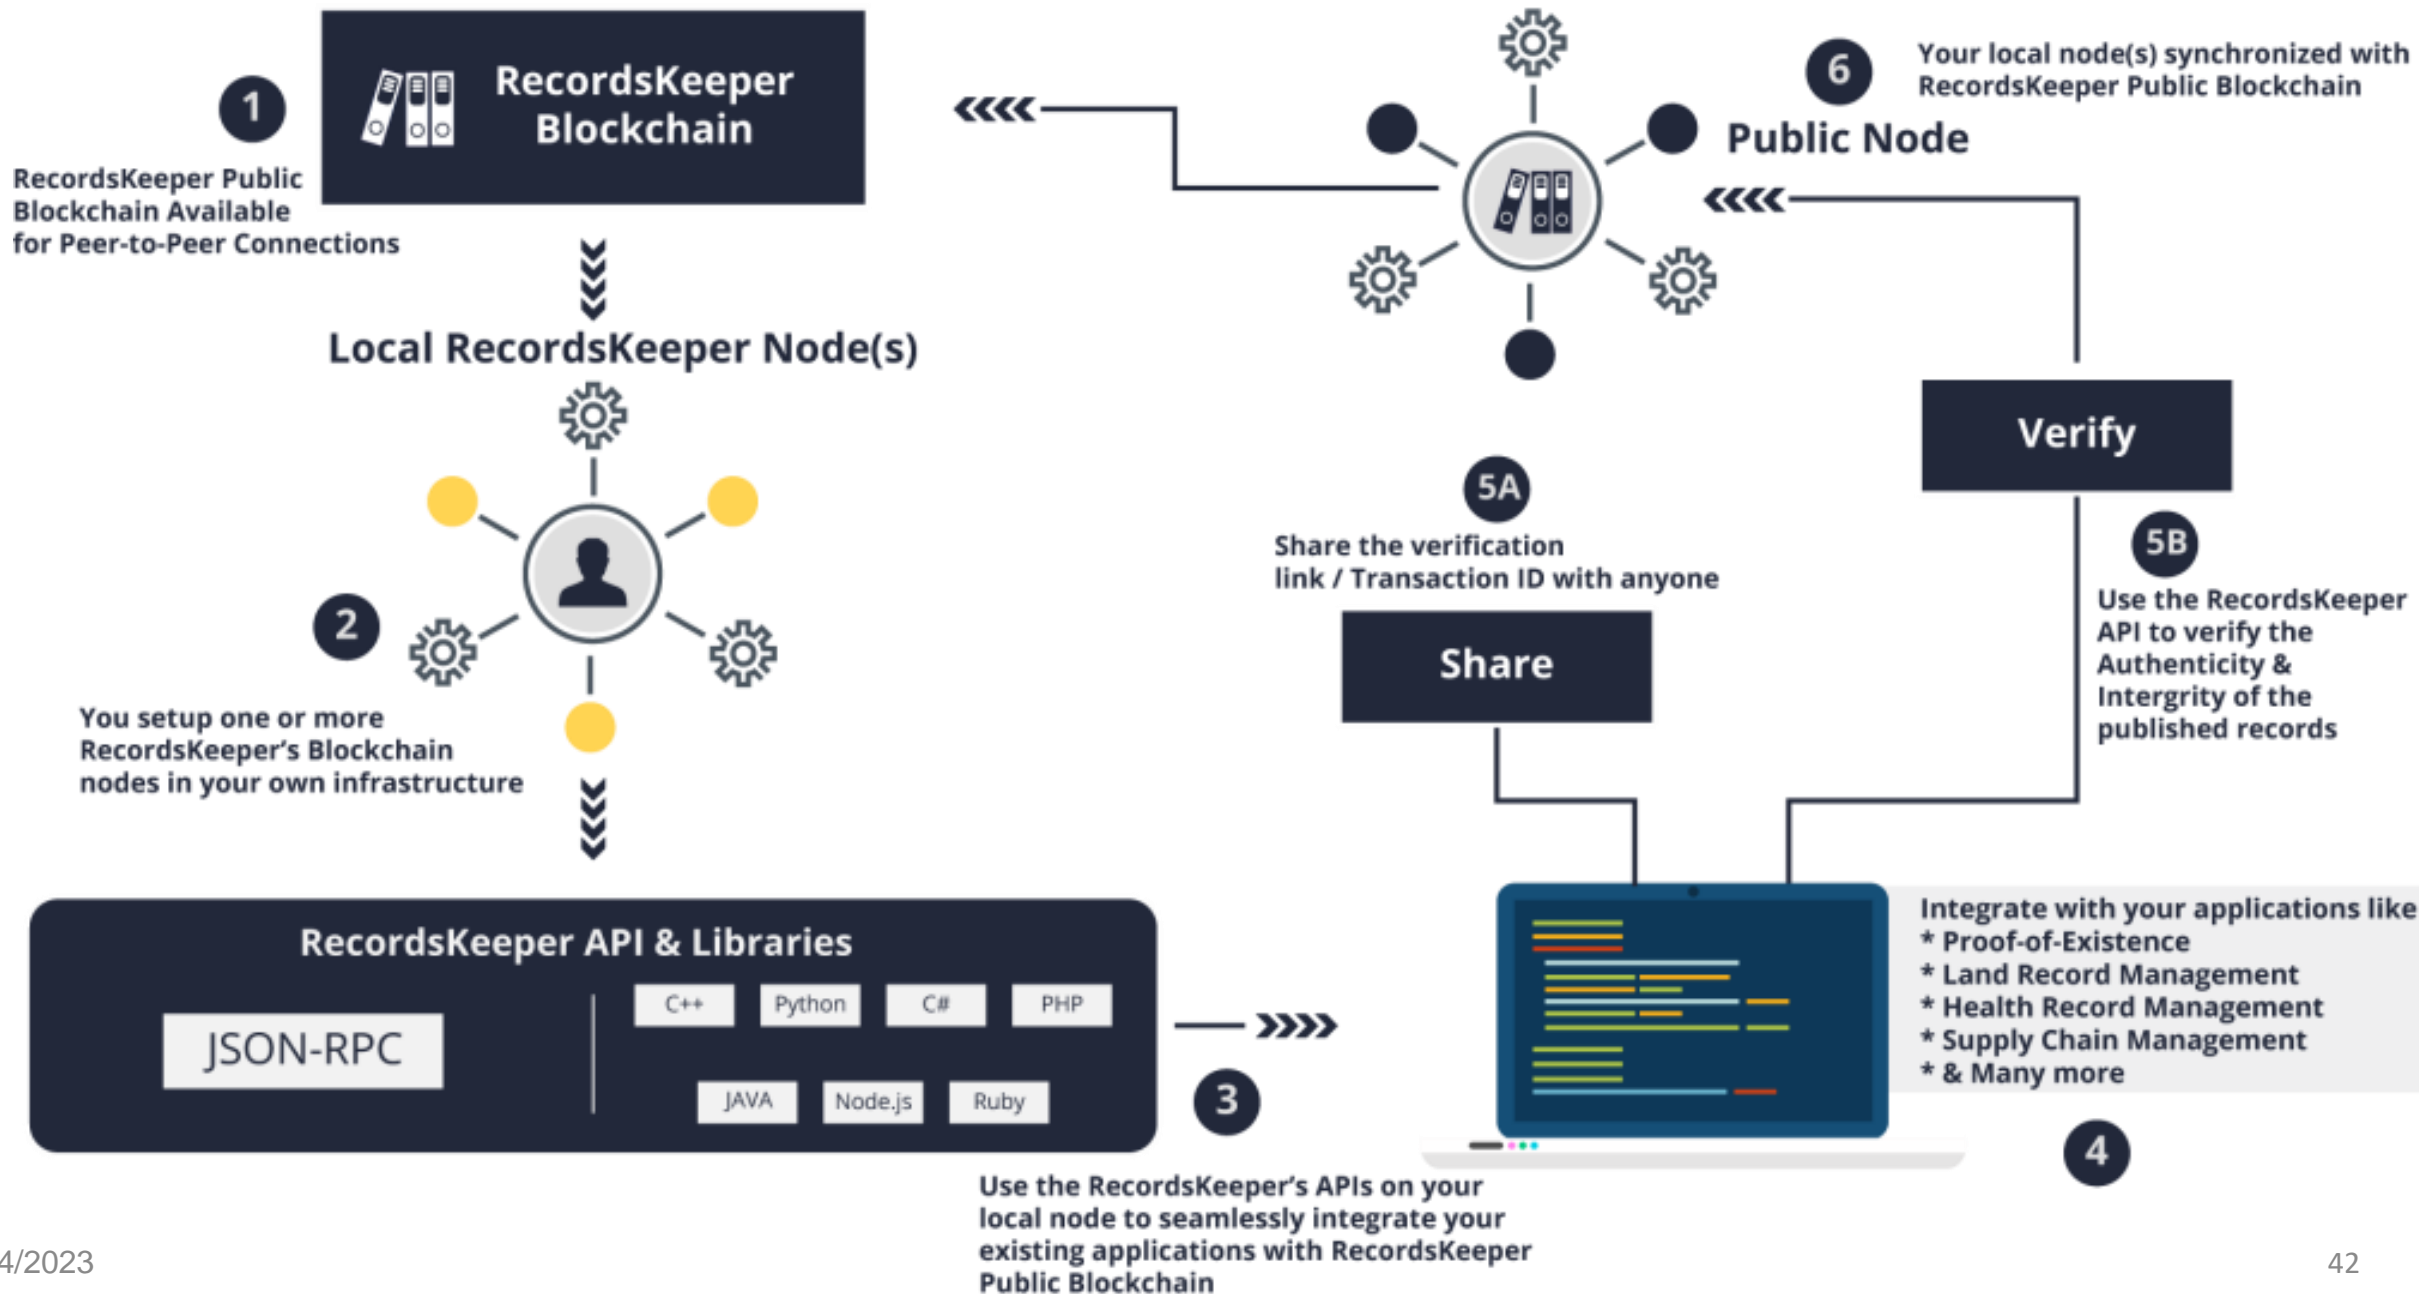 1
RecordsKeeper
Blockchain
RecordsKeeper Public
Blockchain Available
for Peer-to-Peer Connections
Local RecordsKeeper Node(s)
2
You setup one or more
RecordsKeeper's Blockchain
nodes in your own infrastructure
RecordsKeeper API & Libraries
JSON-RPC
C++
Python
C#
PHP
JAVA
Node.js
Ruby
3
Use the RecordsKeeper's APIs on your
local node to seamlessly integrate your
existing applications with RecordsKeeper
Public Blockchain
Integrate with your applications like
* Proof-of-Existence
* Land Record Management
* Health Record Management
* Supply Chain Management
* & Many more
4
5A
Share the verification
link / Transaction ID with anyone
Share
Verify
5B
Use the RecordsKeeper
API to verify the
Authenticity &
Intergrity of the
published records
6
Your local node(s) synchronized with
RecordsKeeper Public Blockchain
Public Node
4/2023
42